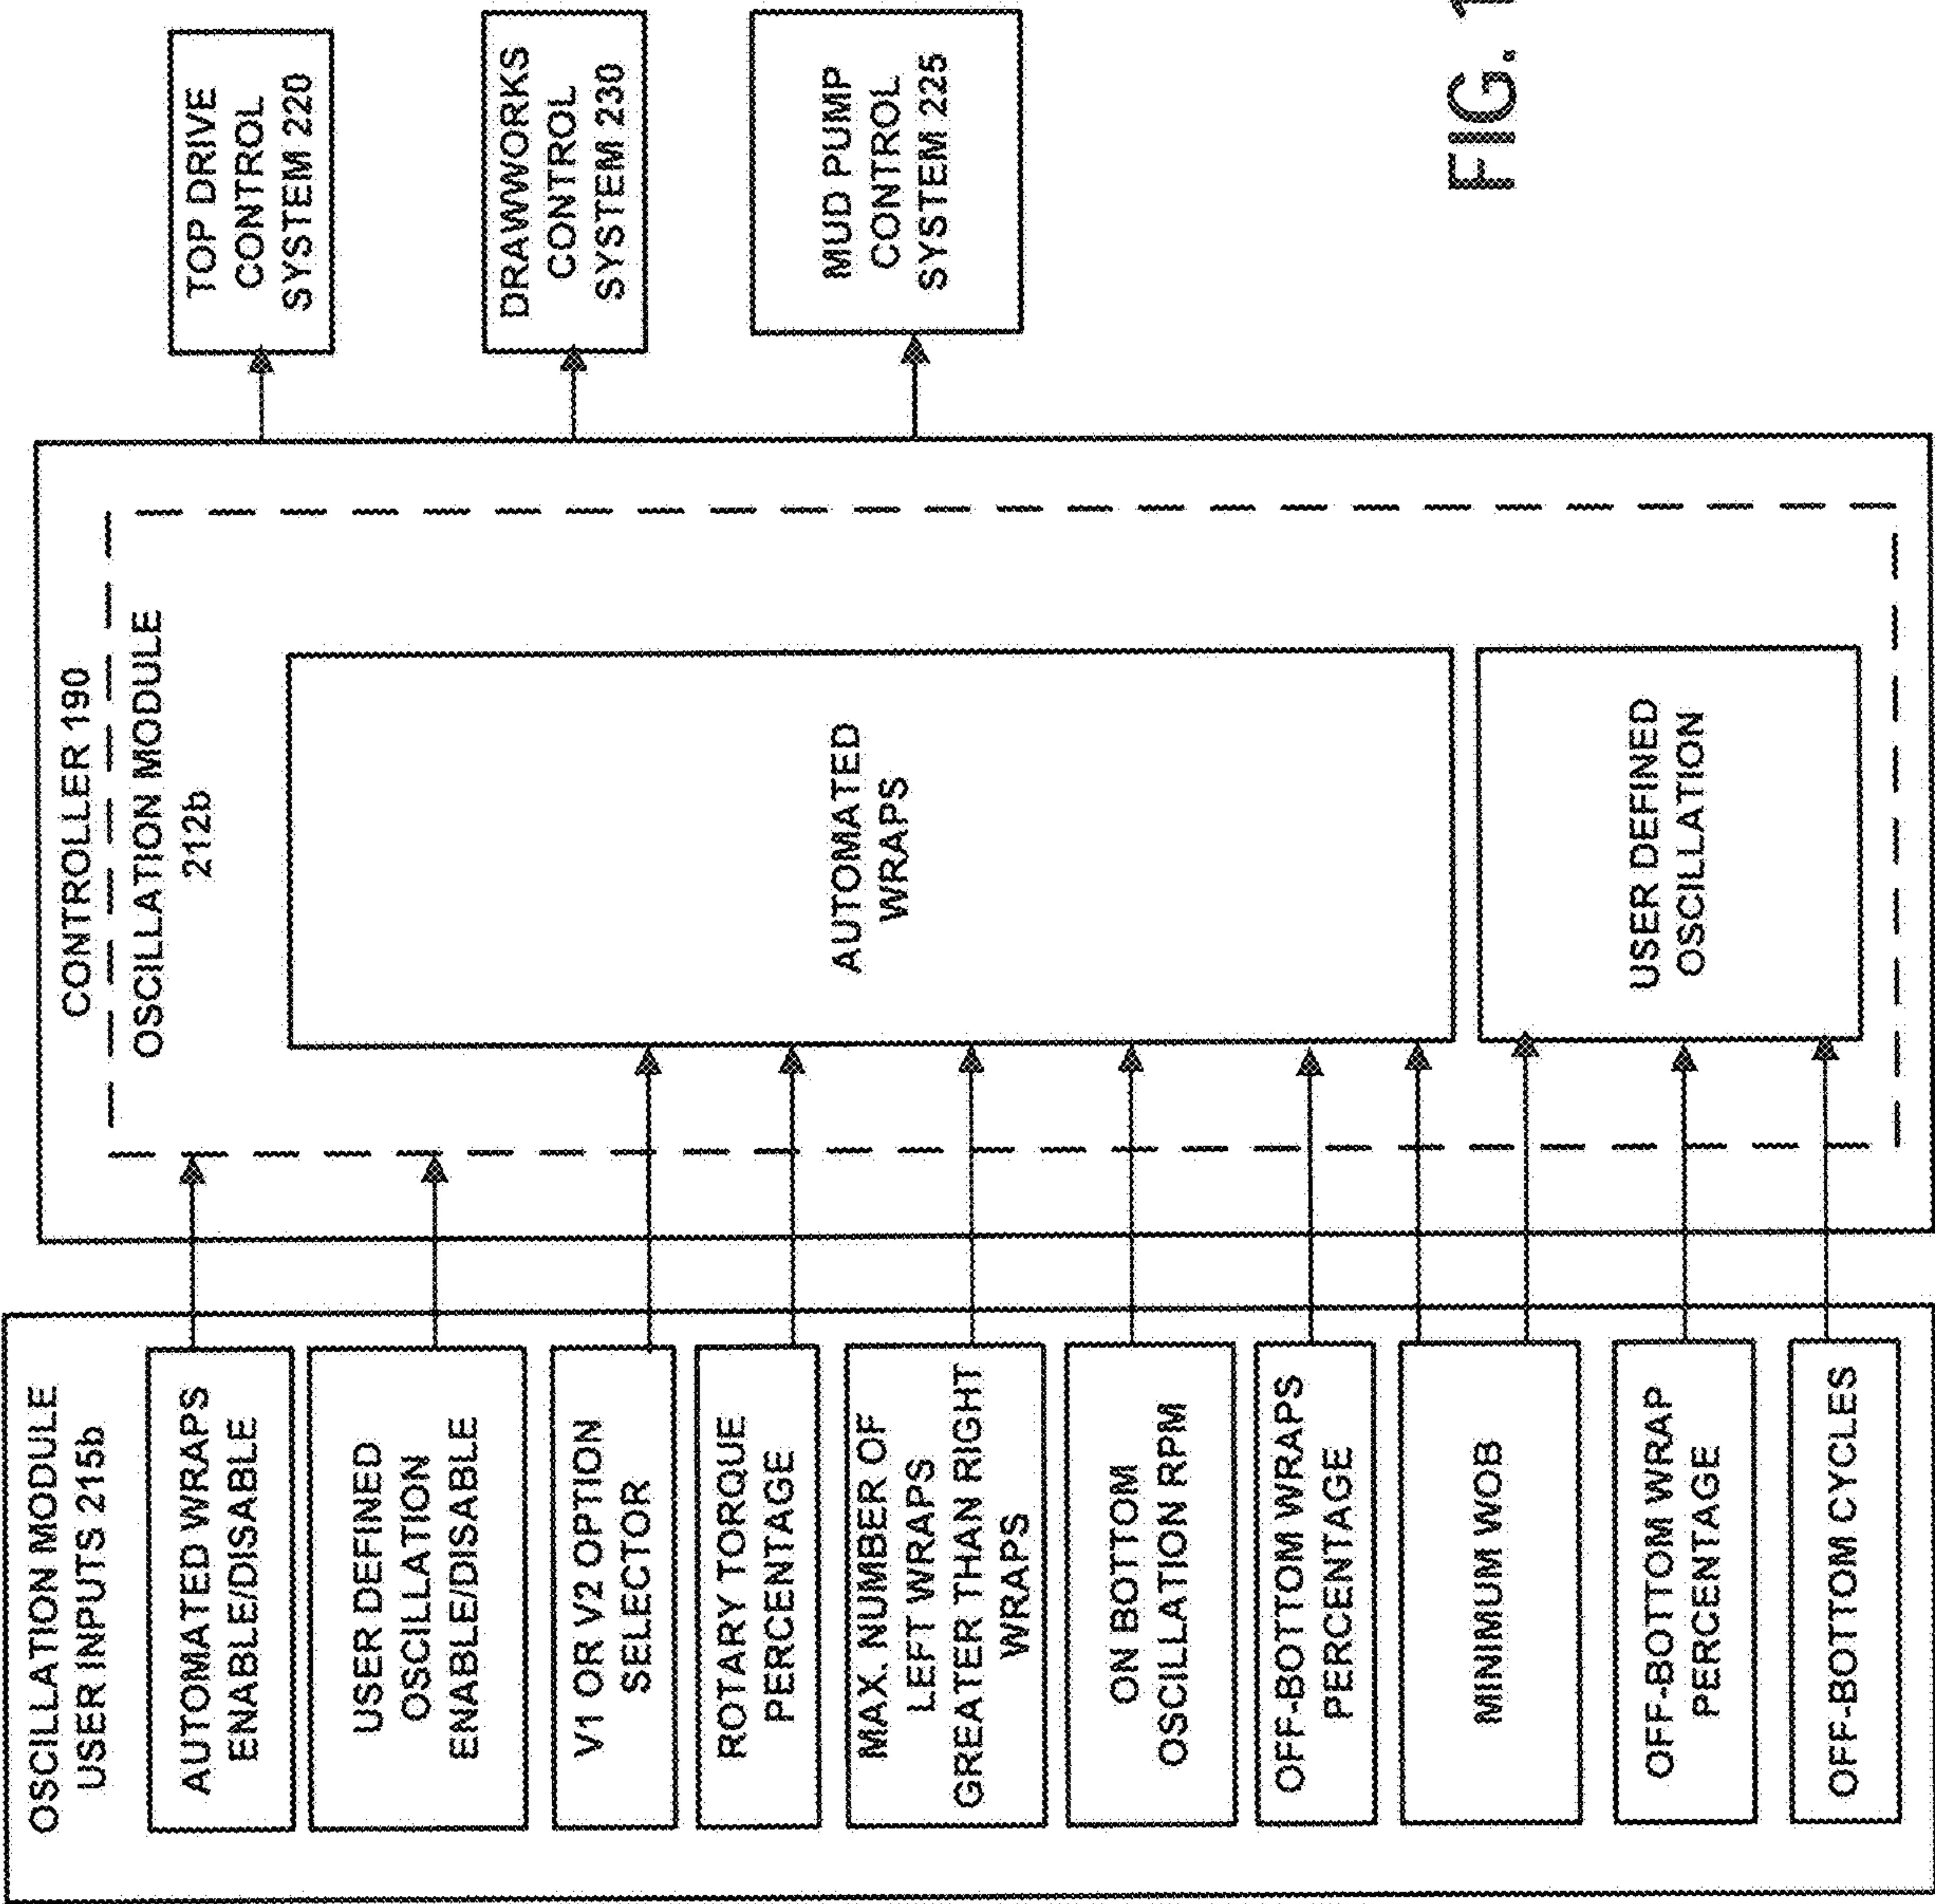 OSCILLATION MODULE
USER INPUTS 215b
AUTOMATED WRAPS
ENABLE/DISABLE
USER DEFINED
OSCILLATION
ENABLE/DISABLE
V1 OR V2 OPTION
SELECTOR
ROTARY TORQUE
PERCENTAGE
MAX. NUMBER OF
LEFT WRAPS
GREATER THAN RIGHT
WRAPS
ON BOTTOM
OSCILLATION RPM
OFF-BOTTOM WRAPS
PERCENTAGE
MINIMUM WOB
OFF-BOTTOM WRAP
PERCENTAGE
OFF-BOTTOM CYCLES
CONTROLLER 190
OSCILLATION MODULE
212b
AUTOMATED
WRAPS
USER DEFINED
OSCILLATION
TOP DRIVE
CONTROL
SYSTEM 220
DRAWWORKS
CONTROL
SYSTEM 230
MUD PUMP
CONTROL
SYSTEM 225
FIG.